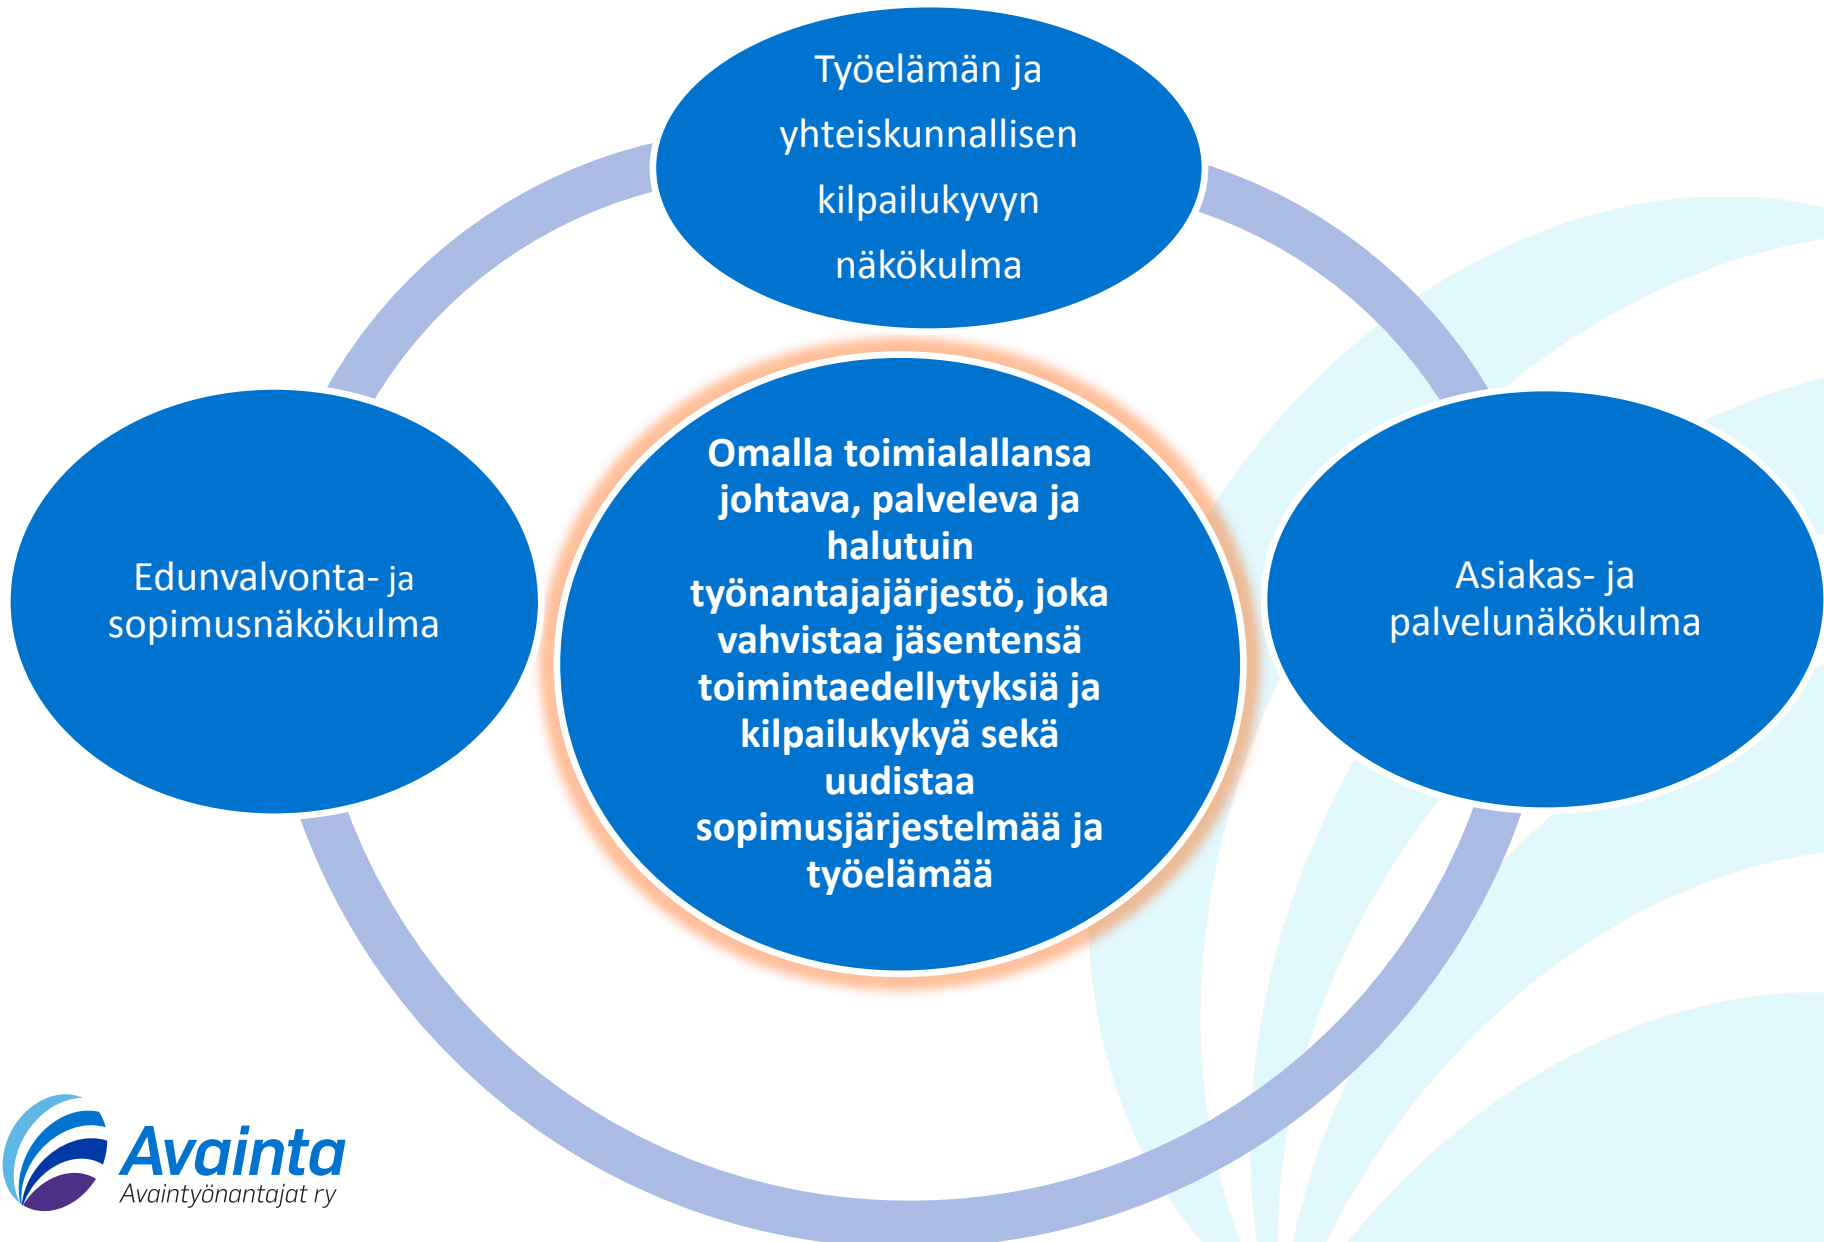 Työelämän ja
yhteiskunnallisen
kilpailukyvyn
näkökulma
Edunvalvonta- ja
sopimusnäkökulma
Omalla toimialallansa
johtava, palveleva ja
halutuin
työnantajajärjestö, joka
vahvistaa jäsentensä
toimintaedellytyksiä ja
kilpailukykyä sekä
uudistaa
sopimusjärjestelmää ja
työelämää
Asiakas- ja
palvelunäkökulma
Avainta
Avaintyönantajat ry